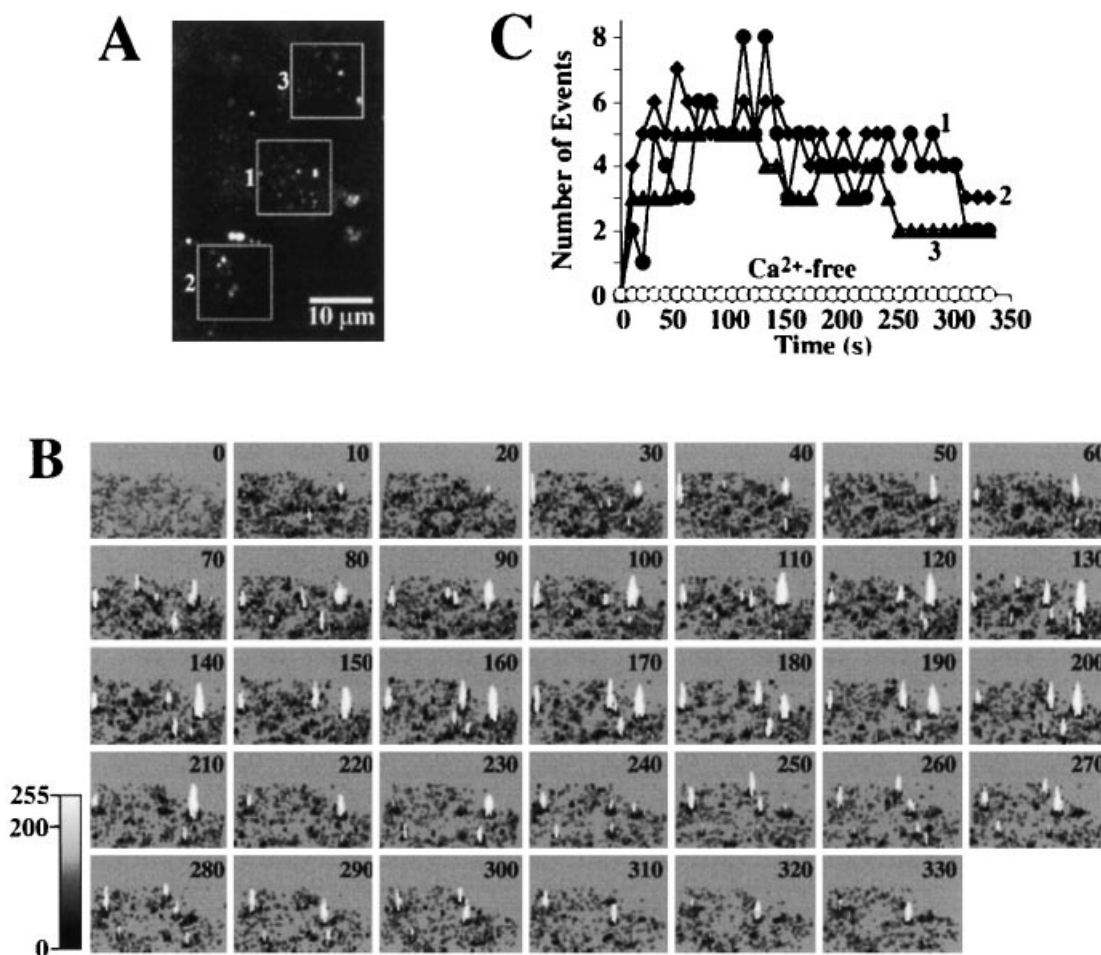 A
3
1
2
10 μm
C
Number of Events
8
6
4
2
0
1
2
3
Ca²⁺-free
0 50 100 150 200 250 300 350
Time (s)
B
0 10 20 30 40 50 60
70 80 90 100 110 120 130
140 150 160 170 180 190 200
210 220 230 240 250 260 270
280 290 300 310 320 330
255
200
0